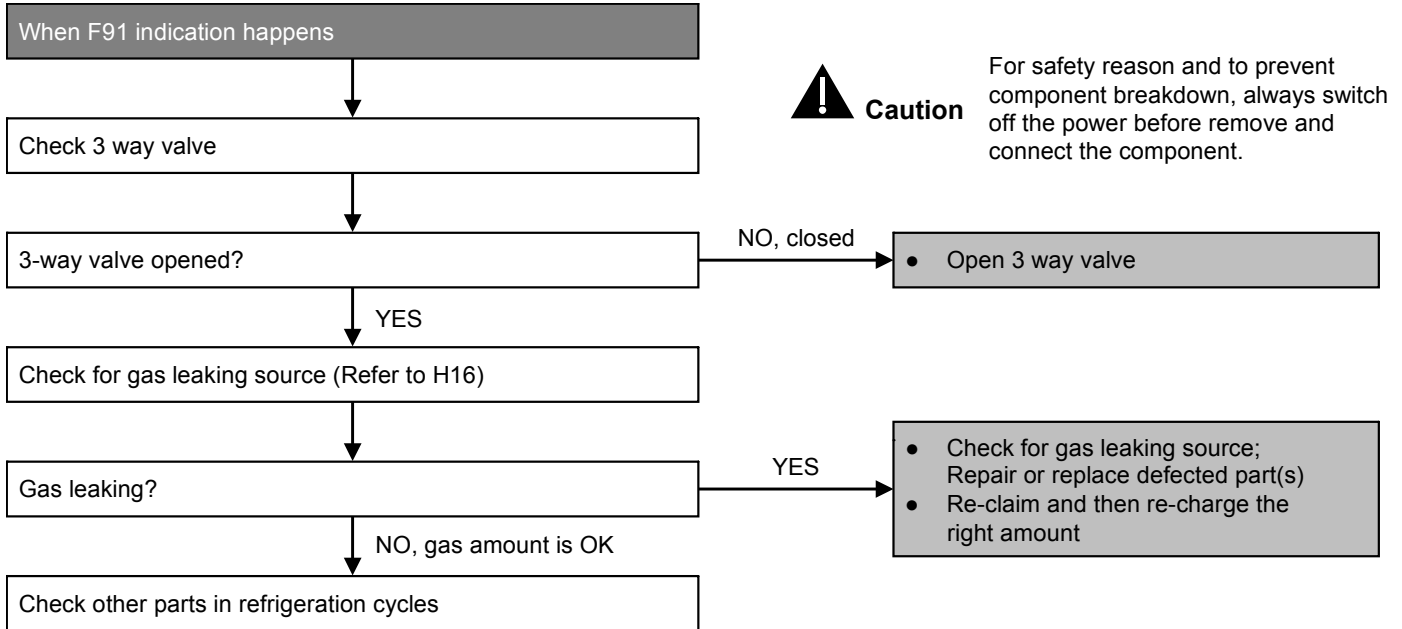 When F91 indication happens
Caution
For safety reason and to prevent
component breakdown, always switch
off the power before remove and
connect the component.
Check 3 way valve
3-way valve opened?
NO, closed
● Open 3 way valve
YES
Check for gas leaking source (Refer to H16)
Gas leaking?
YES
● Check for gas leaking source;
Repair or replace defected part(s)
● Re-claim and then re-charge the
right amount
NO, gas amount is OK
Check other parts in refrigeration cycles